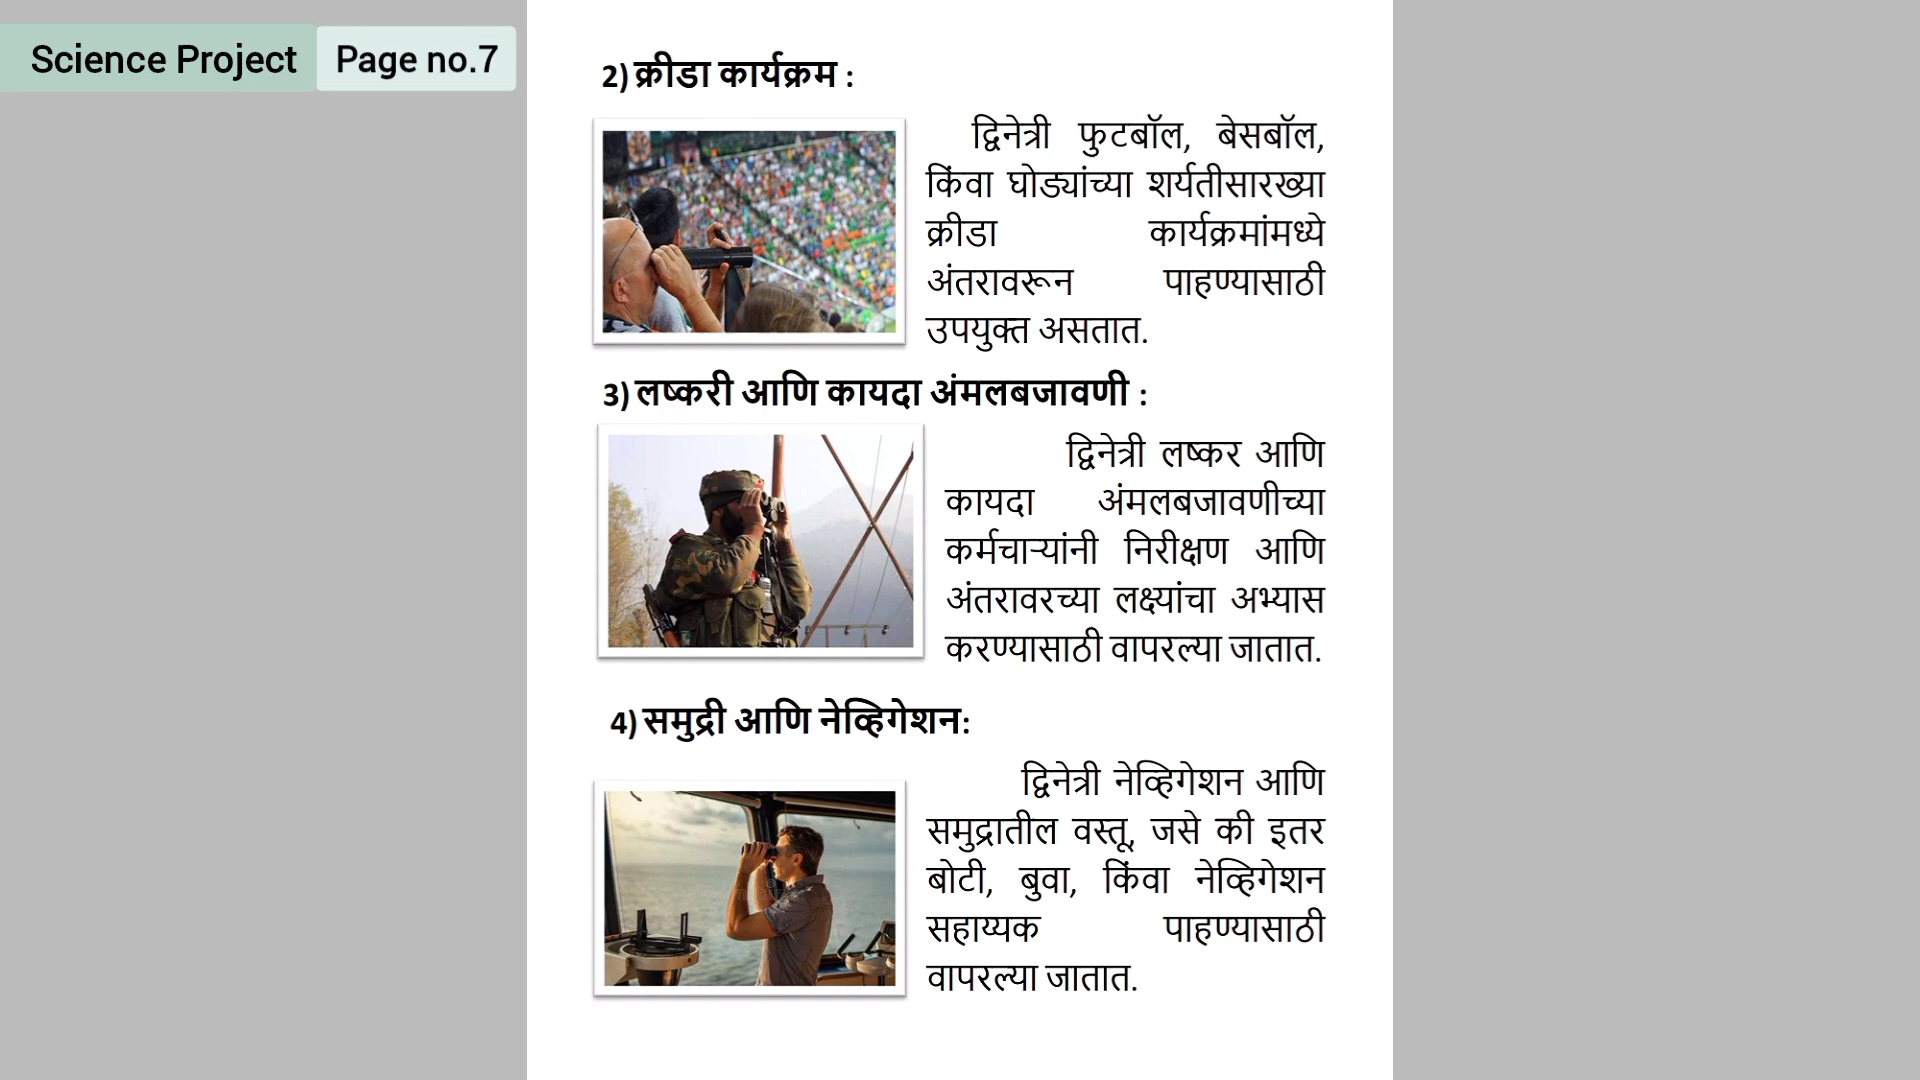 Science Project Page no.7
2) क्रीडा कार्यक्रम :
द्विनेत्री फुटबॉल, बेसबॉल,
किंवा घोड्यांच्या शर्यतीसारख्या
क्रीडा कार्यक्रमांमध्ये
अंतरावरून पाहण्यासाठी
उपयुक्त असतात.
3) लष्करी आणि कायदा अंमलबजावणी :
द्विनेत्री लष्कर आणि
कायदा अंमलबजावणीच्या
कर्मचाऱ्यांनी निरीक्षण आणि
अंतरावरच्या लक्ष्यांचा अभ्यास
करण्यासाठी वापरल्या जातात.
4) समुद्री आणि नेव्हिगेशन:
द्विनेत्री नेव्हिगेशन आणि
समुद्रातील वस्तू, जसे की इतर
बोटी, बुवा, किंवा नेव्हिगेशन
सहाय्यक पाहण्यासाठी
वापरल्या जातात.